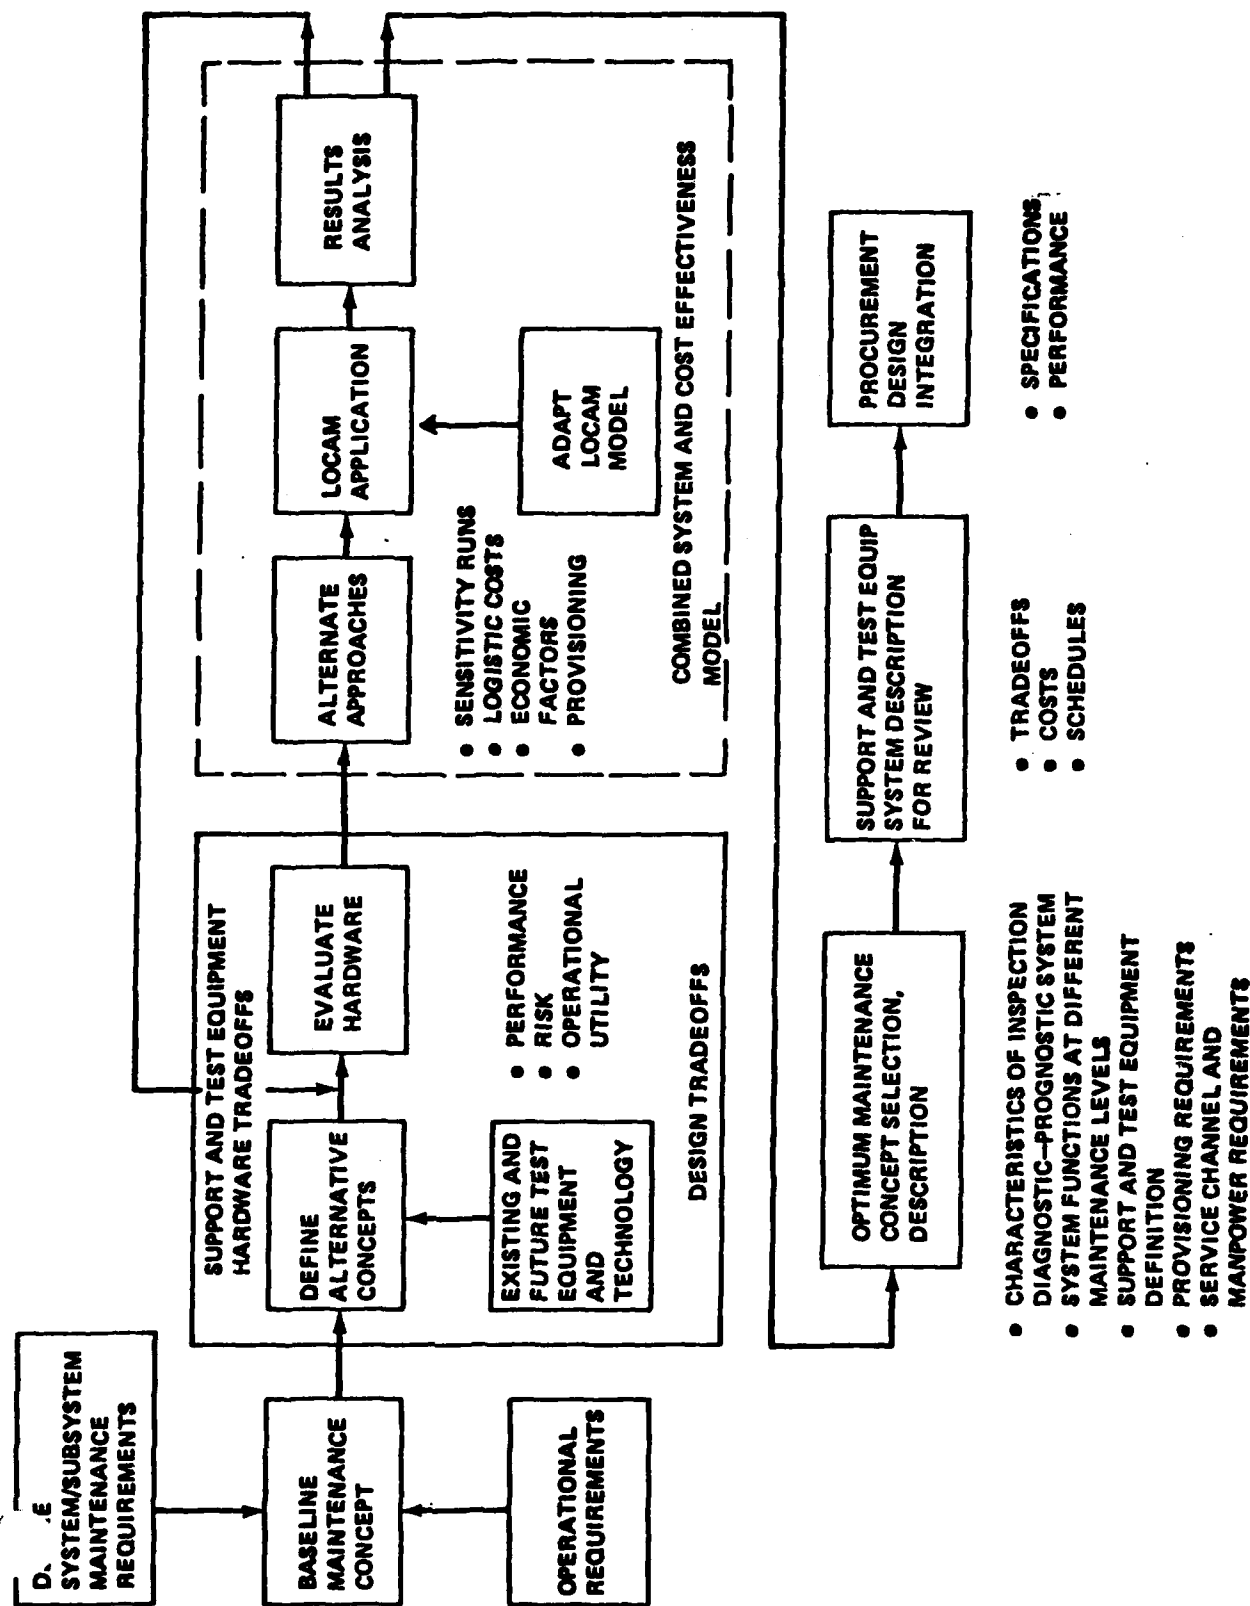 SYSTEM/SUBSYSTEM
MAINTENANCE
REQUIREMENTS
BASELINE
MAINTENANCE
CONCEPT
OPERATIONAL
REQUIREMENTS
SUPPORT AND TEST EQUIPMENT
HARDWARE TRADEOFFS
DEFINE
ALTERNATIVE
CONCEPTS
EXISTING AND
FUTURE TEST
EQUIPMENT
AND
TECHNOLOGY
EVALUATE
HARDWARE
• PERFORMANCE
• RISK
• OPERATIONAL
UTILITY
DESIGN TRADEOFFS
ALTERNATE
APPROACHES
• SENSITIVITY RUNS
• LOGISTIC COSTS
• ECONOMIC
FACTORS
• PROVISIONING
LOCAM
APPLICATION
ADAPT
LOCAM
MODEL
RESULTS
ANALYSIS
COMBINED SYSTEM AND COST EFFECTIVENESS
MODEL
OPTIMUM MAINTENANCE
CONCEPT SELECTION,
DESCRIPTION
• CHARACTERISTICS OF INSPECTION
DIAGNOSTIC–PROGNOSTIC SYSTEM
• SYSTEM FUNCTIONS AT DIFFERENT
MAINTENANCE LEVELS
• SUPPORT AND TEST EQUIPMENT
DEFINITION
• PROVISIONING REQUIREMENTS
• SERVICE CHANNEL AND
MANPOWER REQUIREMENTS
SUPPORT AND TEST EQUIP
SYSTEM DESCRIPTION
FOR REVIEW
• TRADEOFFS
• COSTS
• SCHEDULES
PROCUREMENT
DESIGN
INTEGRATION
• SPECIFICATIONS
• PERFORMANCE